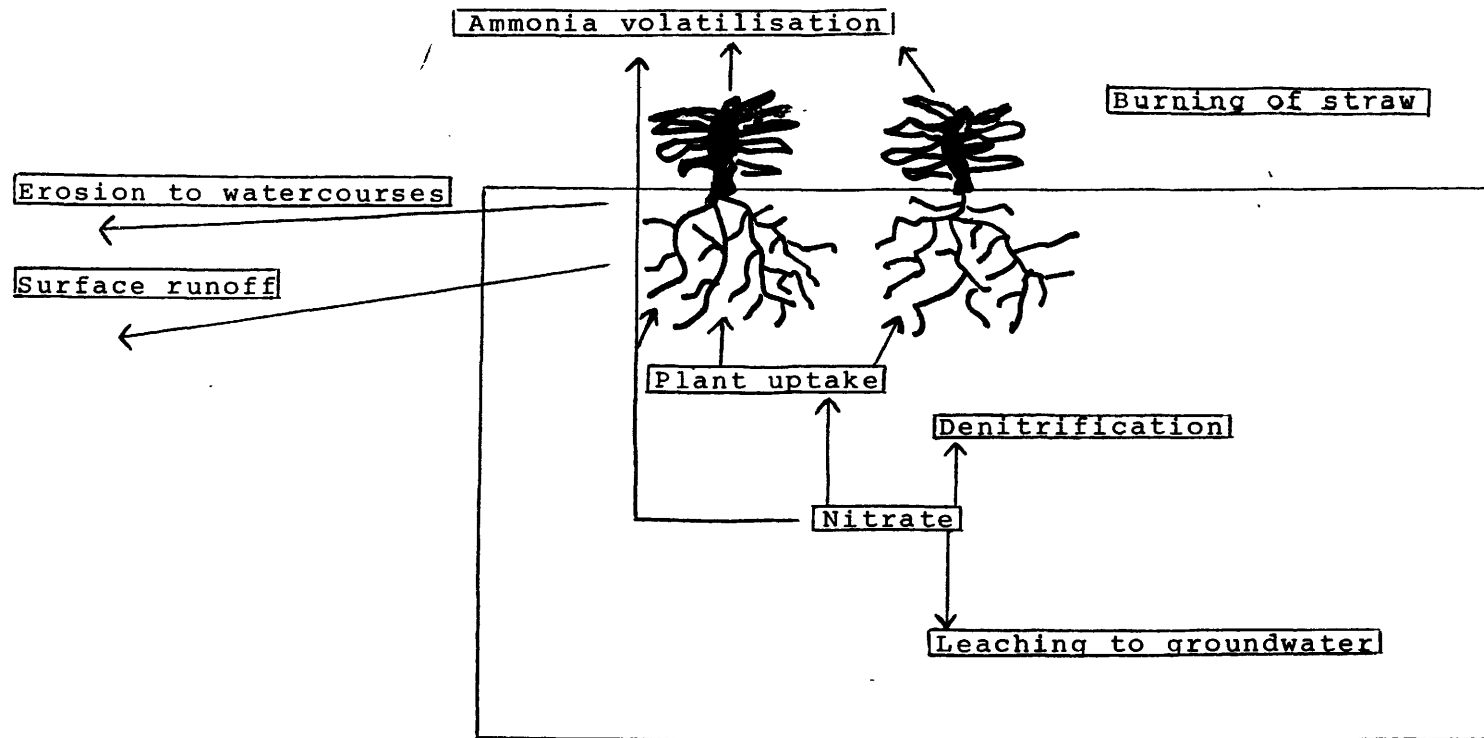 Ammonia volatilisation
Burning of straw
Erosion to watercourses
Surface runoff
Plant uptake
Denitrification
Nitrate
Leaching to groundwater